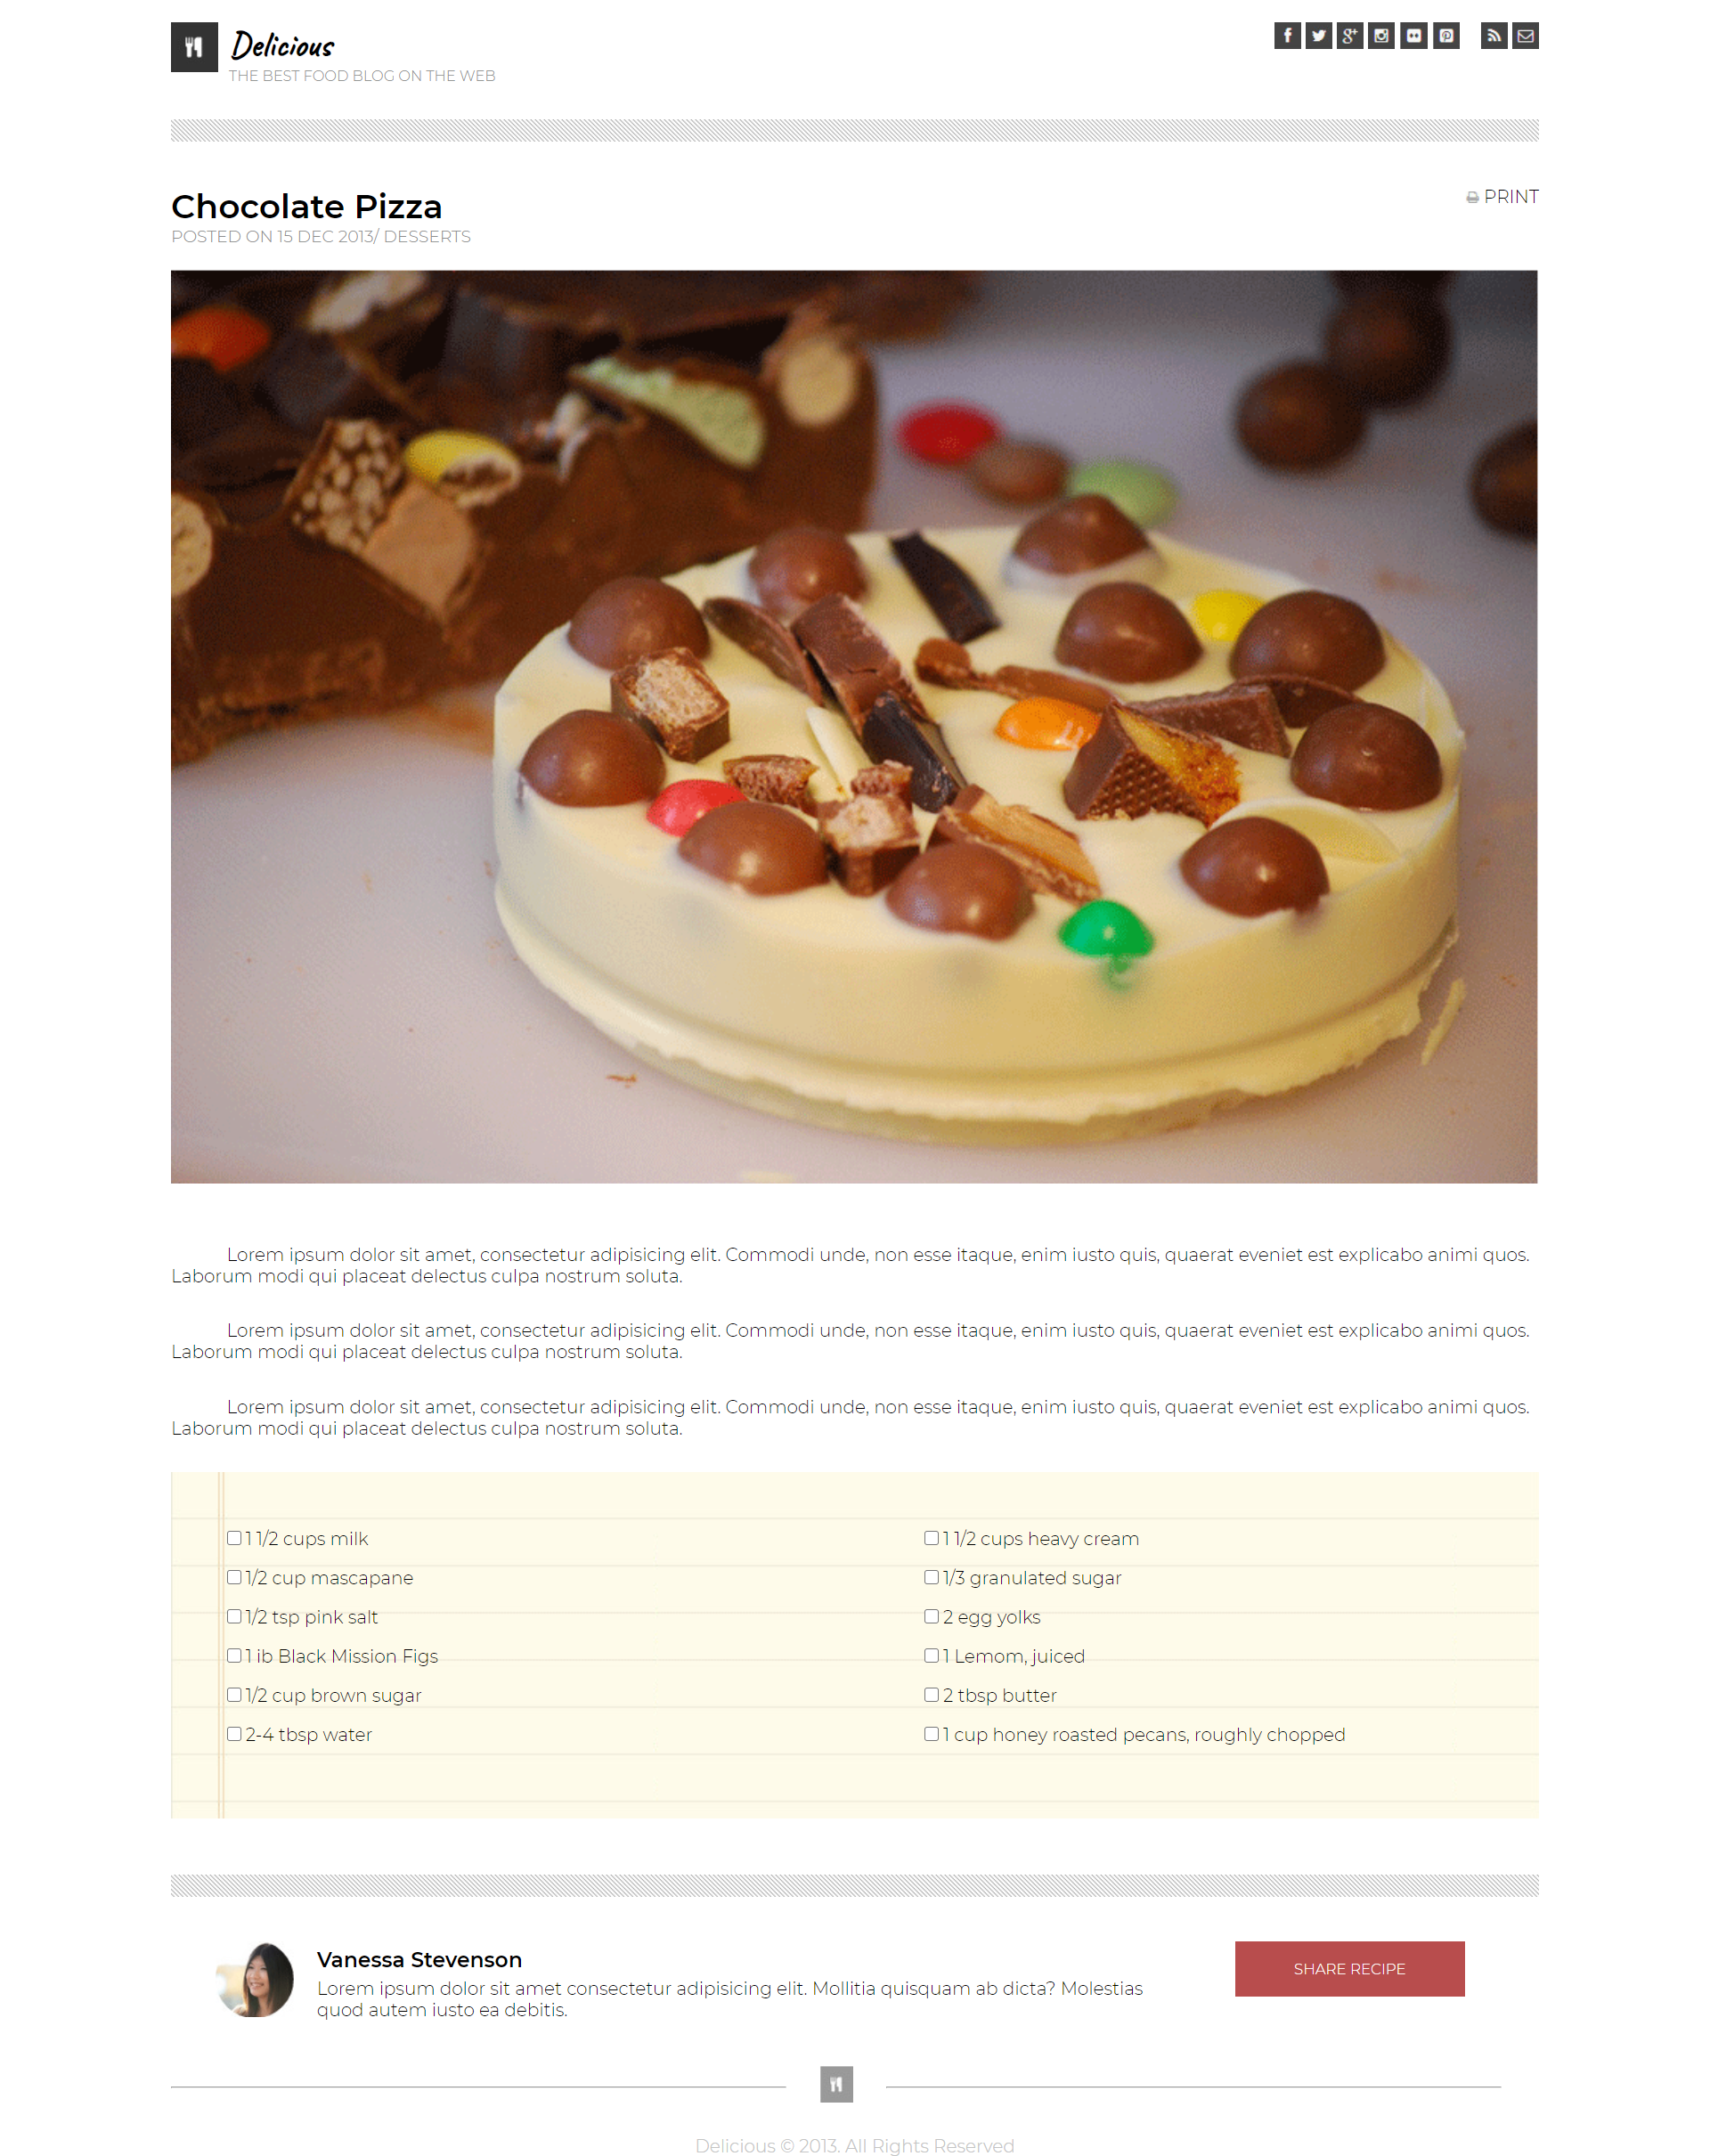 Delicious
THE BEST FOOD BLOG ON THE WEB
Chocolate Pizza
PRINT
POSTED ON 15 DEC 2013/ DESSERTS
Lorem ipsum dolor sit amet, consectetur adipisicing elit. Commodi unde, non esse itaque, enim iusto quis, quaerat eveniet est explicabo animi quos.
Laborum modi qui placeat delectus culpa nostrum soluta.
Lorem ipsum dolor sit amet, consectetur adipisicing elit. Commodi unde, non esse itaque, enim iusto quis, quaerat eveniet est explicabo animi quos.
Laborum modi qui placeat delectus culpa nostrum soluta.
Lorem ipsum dolor sit amet, consectetur adipisicing elit. Commodi unde, non esse itaque, enim iusto quis, quaerat eveniet est explicabo animi quos.
Laborum modi qui placeat delectus culpa nostrum soluta.
1 1/2 cups milk
1/2 cup mascapane
1/2 tsp pink salt
1 ib Black Mission Figs
1/2 cup brown sugar
2-4 tbsp water
1 1/2 cups heavy cream
1/3 granulated sugar
2 egg yolks
1 Lemom, juiced
2 tbsp butter
1 cup honey roasted pecans, roughly chopped
Vanessa Stevenson
Lorem ipsum dolor sit amet consectetur adipisicing elit. Mollitia quisquam ab dicta? Molestias
quod autem iusto ea debitis.
SHARE RECIPE
Delicious © 2013. All Rights Reserved